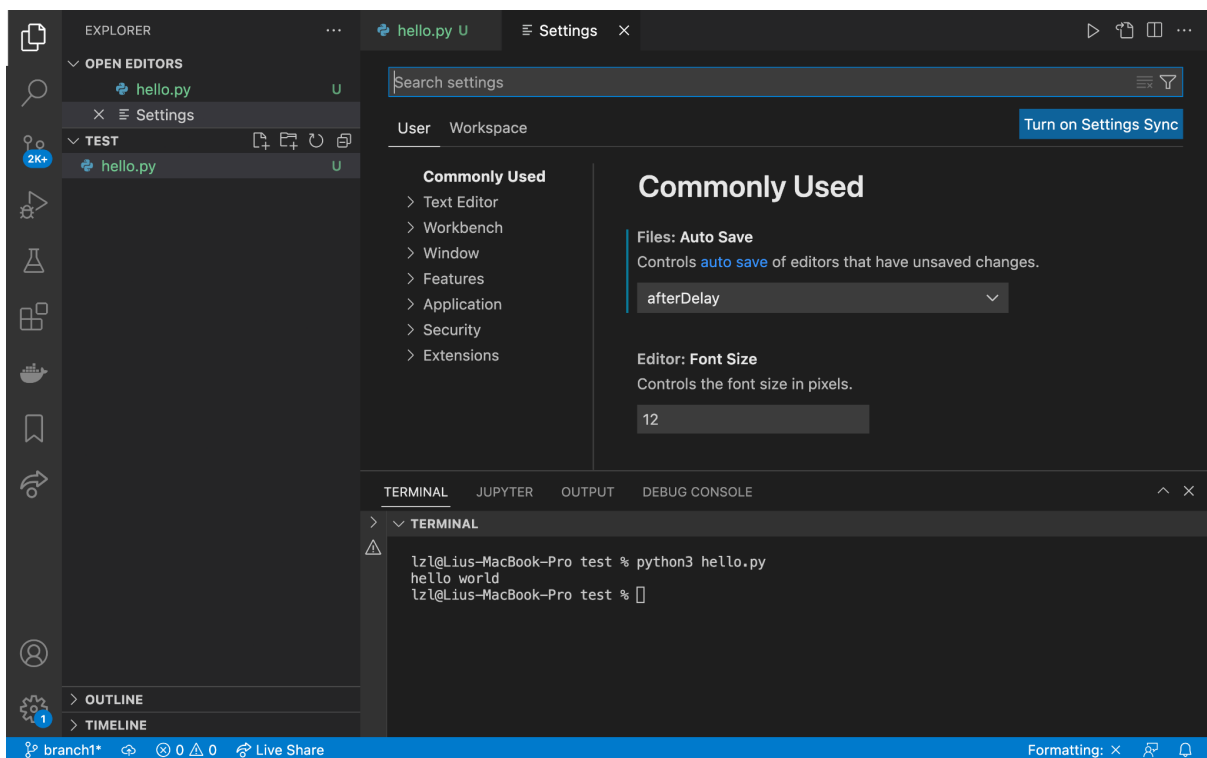 EXPLORER
OPEN EDITORS
hello.py U
Settings
TEST
hello.py U
2K+
OUTLINE
TIMELINE
1
hello.py U
Settings
Search settings
User Workspace
Turn on Settings Sync
Commonly Used
Text Editor
Workbench
Window
Features
Application
Security
Extensions
Commonly Used
Files: Auto Save
Controls auto save of editors that have unsaved changes.
afterDelay
Editor: Font Size
Controls the font size in pixels.
12
TERMINAL JUPYTER OUTPUT DEBUG CONSOLE
TERMINAL
lzl@Lius-MacBook-Pro test % python3 hello.py
hello world
lzl@Lius-MacBook-Pro test %
branch1* 0 0 Live Share Formatting: ×